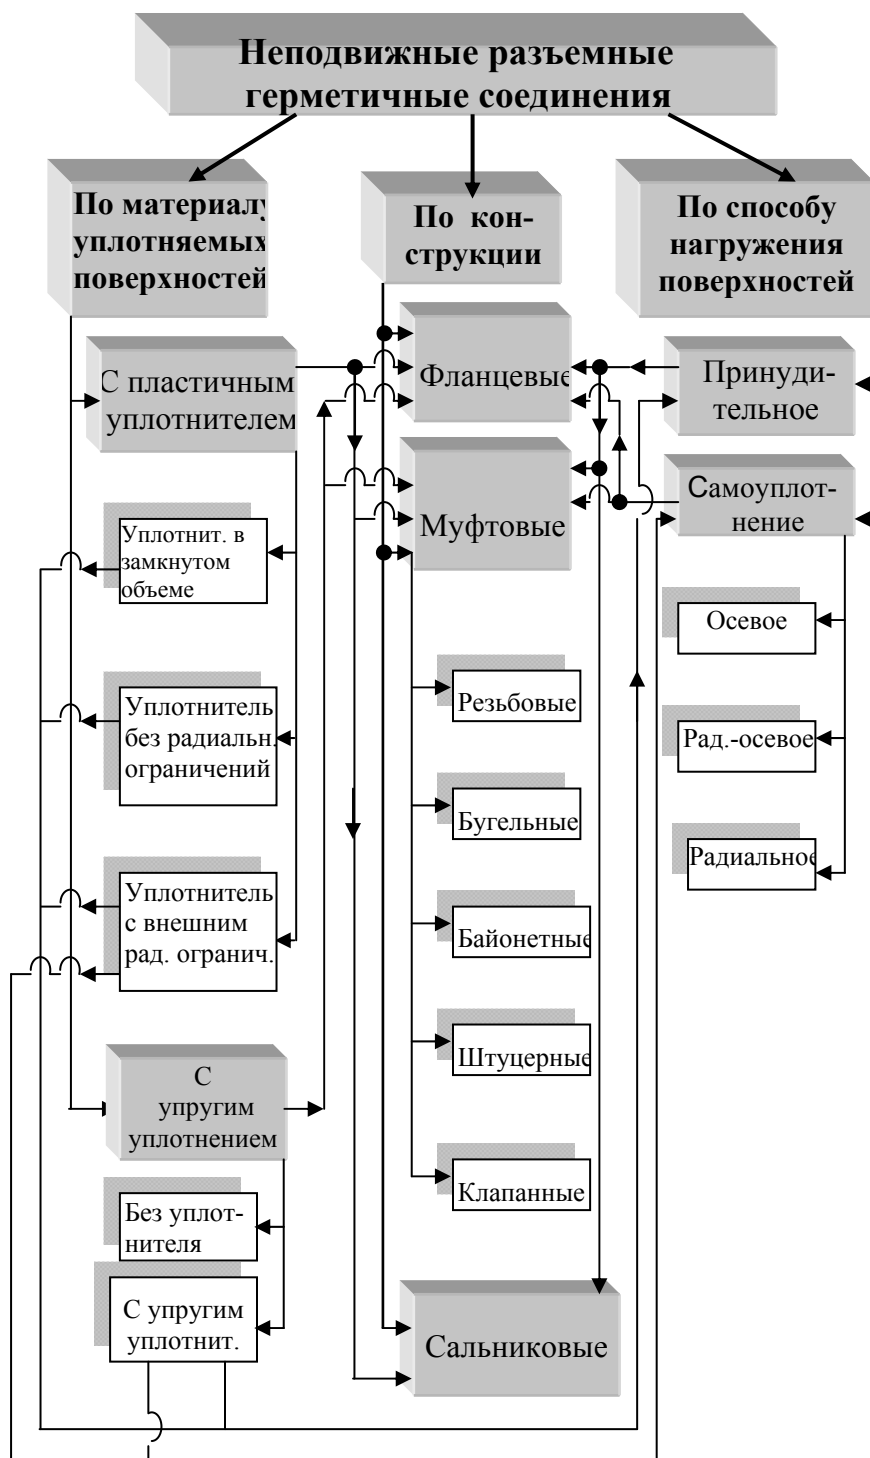 Неподвижные разъемные
герметичные соединения
По материалу
уплотняемых
поверхностей
По кон-
струкции
По способу
нагружения
поверхностей
С пластичным
уплотнителем
Уплотнит. в
замкнутом
объеме
Уплотнитель
без радиальн.
ограничений
Уплотнитель
с внешним
рад. огранич.
С
упругим
уплотнением
Без уплот-
нителя
С упругим
уплотнит.
Фланцевые
Муфтовые
Резьбовые
Бугельные
Байонетные
Штуцерные
Клапанные
Сальниковые
Принуди-
тельное
Самоуплот-
нение
Осевое
Рад.-осевое
Радиальное